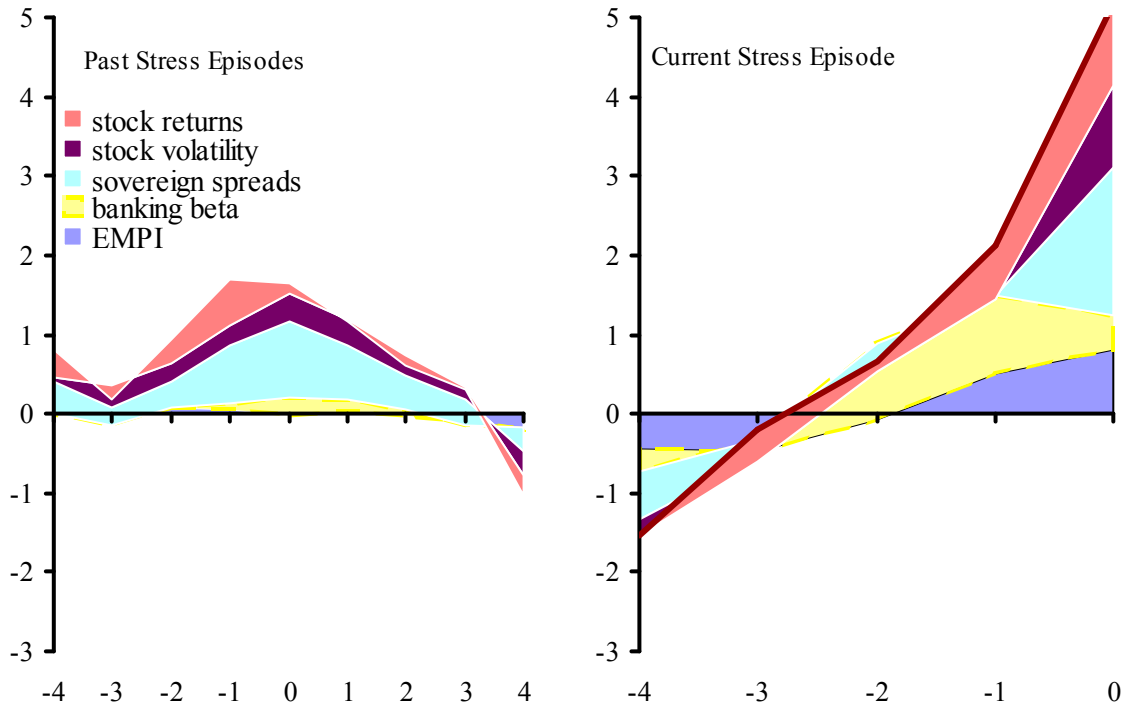 5
4
3
2
1
0
-1
-2
-3
Past Stress Episodes
stock returns
stock volatility
sovereign spreads
banking beta
EMPI
-4 -3 -2 -1 0 1 2 3 4
5
4
3
2
1
0
-1
-2
-3
Current Stress Episode
-4 -3 -2 -1 0